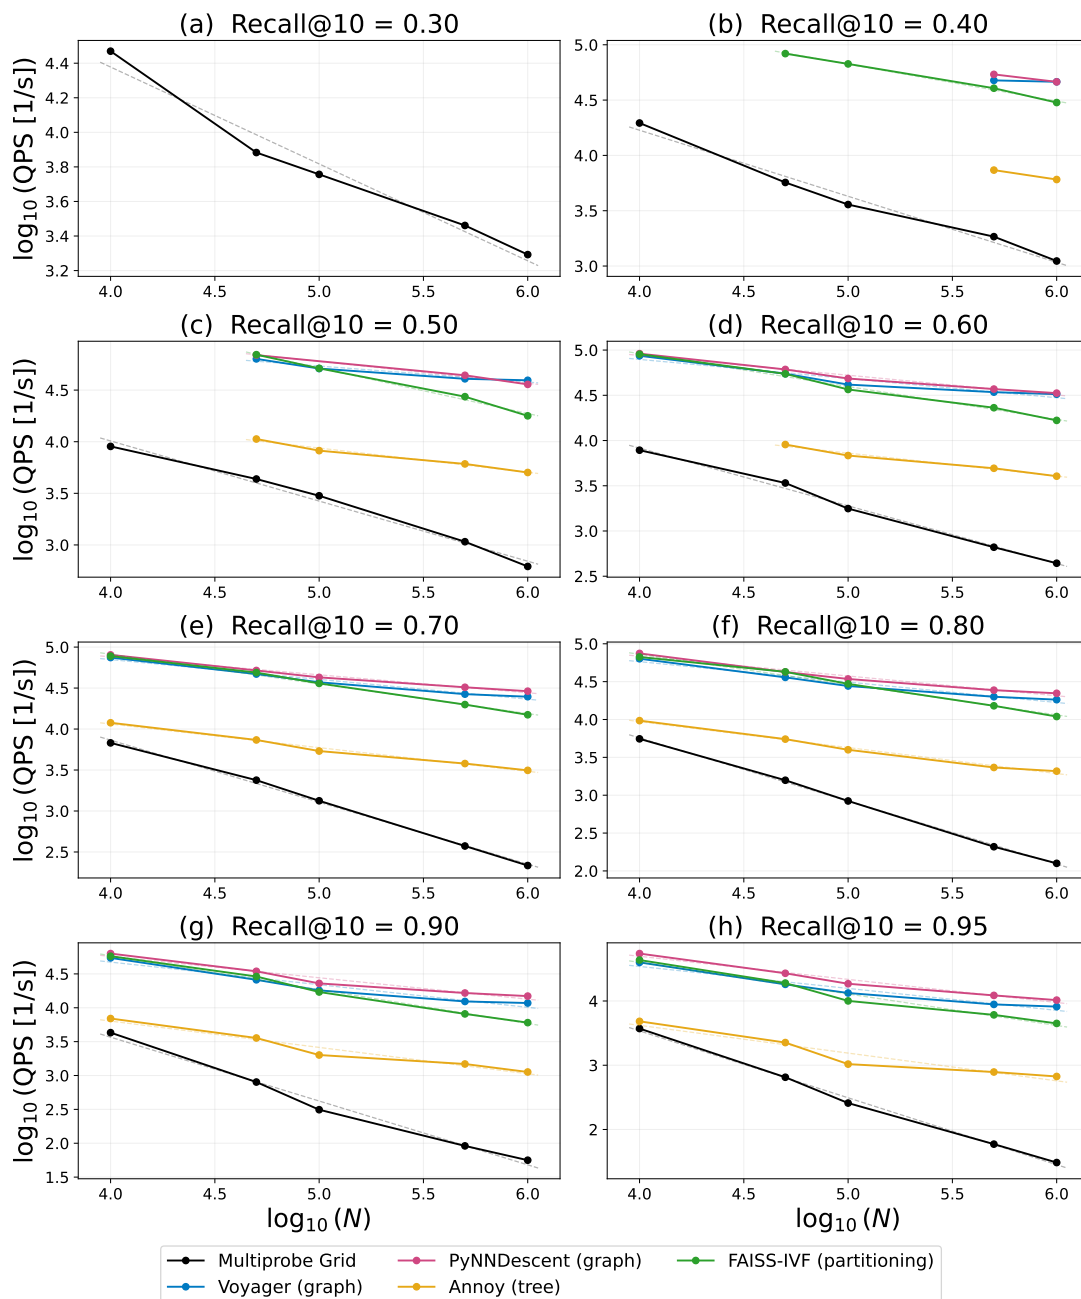 (a)  Recall@10 = 0.30
(b)  Recall@10 = 0.40
log10 (QPS [1/s])
4.4
4.2
4.0
3.8
3.6
3.4
3.2
4.0 4.5 5.0 5.5 6.0
5.0
4.5
4.0
3.5
3.0
4.0 4.5 5.0 5.5 6.0
(c)  Recall@10 = 0.50
(d)  Recall@10 = 0.60
log10 (QPS [1/s])
4.5
4.0
3.5
3.0
4.0 4.5 5.0 5.5 6.0
5.0
4.5
4.0
3.5
3.0
2.5
4.0 4.5 5.0 5.5 6.0
(e)  Recall@10 = 0.70
(f)  Recall@10 = 0.80
log10 (QPS [1/s])
5.0
4.5
4.0
3.5
3.0
2.5
4.0 4.5 5.0 5.5 6.0
5.0
4.5
4.0
3.5
3.0
2.5
2.0
4.0 4.5 5.0 5.5 6.0
(g)  Recall@10 = 0.90
(h)  Recall@10 = 0.95
log10 (QPS [1/s])
4.5
4.0
3.5
3.0
2.5
2.0
1.5
4.0 4.5 5.0 5.5 6.0
log10 (N)
4
3
2
4.0 4.5 5.0 5.5 6.0
log10 (N)
Multiprobe Grid
Voyager (graph)
PyNNDescent (graph)
Annoy (tree)
FAISS-IVF (partitioning)